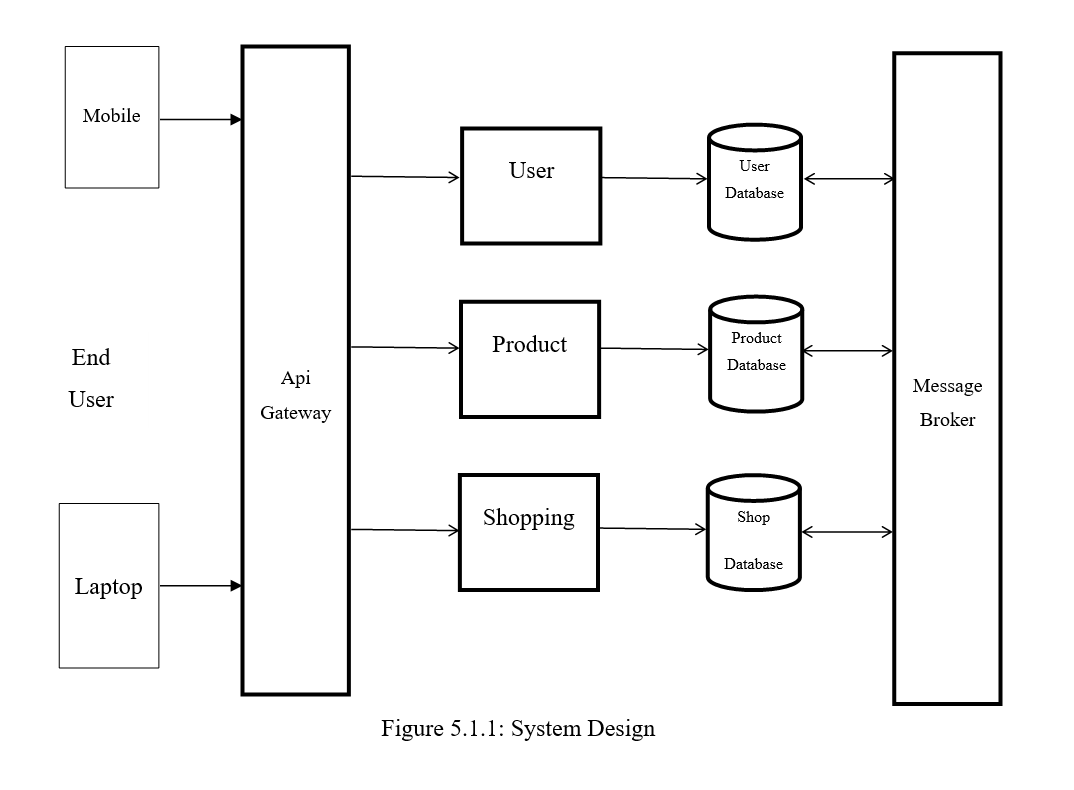 Mobile
End
User
Laptop
Api
Gateway
User
Product
Shopping
User
Database
Product
Database
Shop
Database
Message
Broker
Figure 5.1.1: System Design